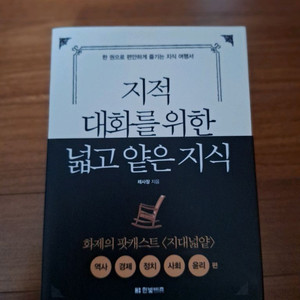 한 권으로 편안하게 즐기는 지식 여행서
지적
대화를 위한
넓고 얕은 지식
채사장 지음
화제의 팟캐스트 〈지대넓얕〉
역사 경제 정치 사회 윤리 편
한빛비즈